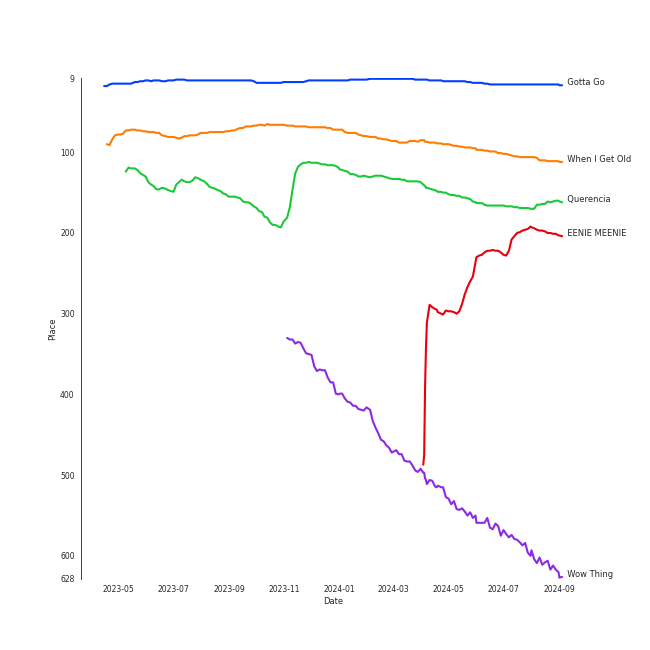 9
Gotta Go
100
When I Get Old
Querencia
200
EENIE MEENIE
300
Place
400
500
600
Wow Thing
628
2023-05 2023-07 2023-09 2023-11 2024-01 2024-03 2024-05 2024-07 2024-09
Date